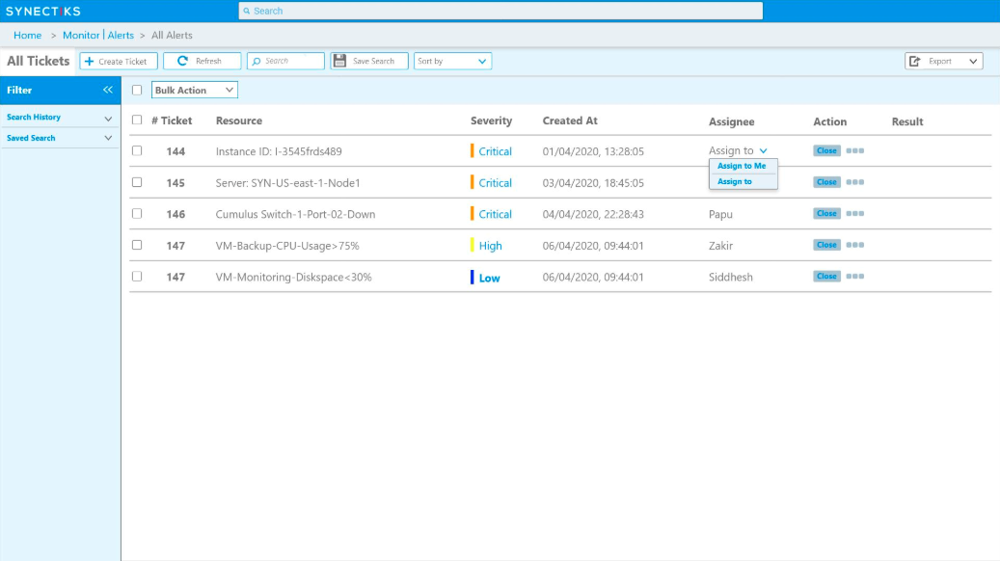 SYNECTIKS
Search
Home > Monitor | Alerts > All Alerts
All Tickets
Create Ticket
Refresh
Search
Save Search
Sort by
Export
Filter
Bulk Action
Search History
Saved Search
# Ticket Resource Severity Created At Assignee Action Result
144 Instance ID: I-3545frds489 Critical 01/04/2020, 13:28:05 Assign to Close
Assign to Me
145 Server: SYN-US-east-1-Node1 Critical 03/04/2020, 18:45:05 Assign to Close
146 Cumulus Switch-1-Port-02-Down Critical 04/04/2020, 22:28:43 Papu Close
147 VM-Backup-CPU-Usage>75% High 06/04/2020, 09:44:01 Zakir Close
147 VM-Monitoring-Diskspace<30% Low 06/04/2020, 09:44:01 Siddhesh Close